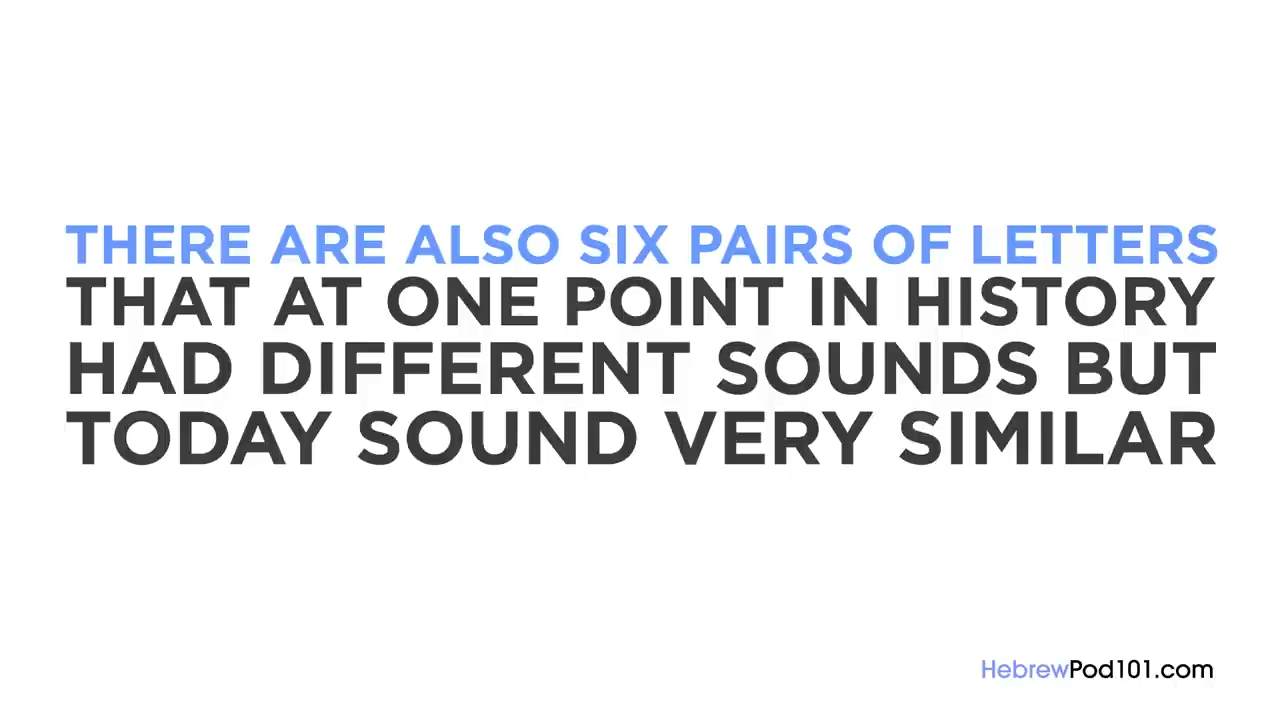 THERE ARE ALSO SIX PAIRS OF LETTERS
THAT AT ONE POINT IN HISTORY
HAD DIFFERENT SOUNDS BUT
TODAY SOUND VERY SIMILAR
HebrewPod101.com